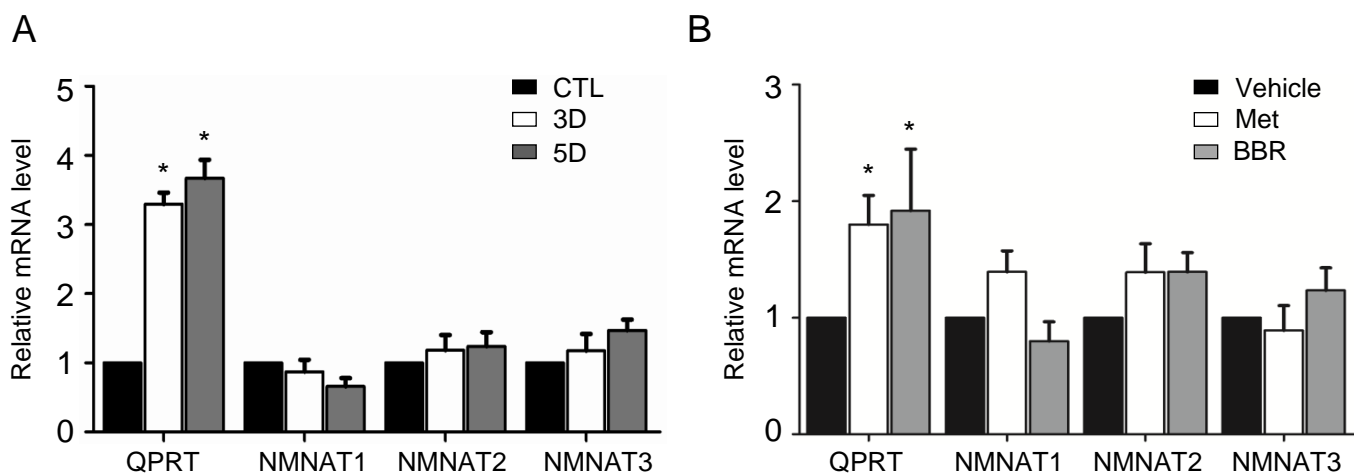 A
Relative mRNA level
5
4
3
2
1
0
CTL
3D
5D
*
*
QPRT
NMNAT1
NMNAT2
NMNAT3
B
Relative mRNA level
3
2
1
0
Vehicle
Met
BBR
*
*
QPRT
NMNAT1
NMNAT2
NMNAT3